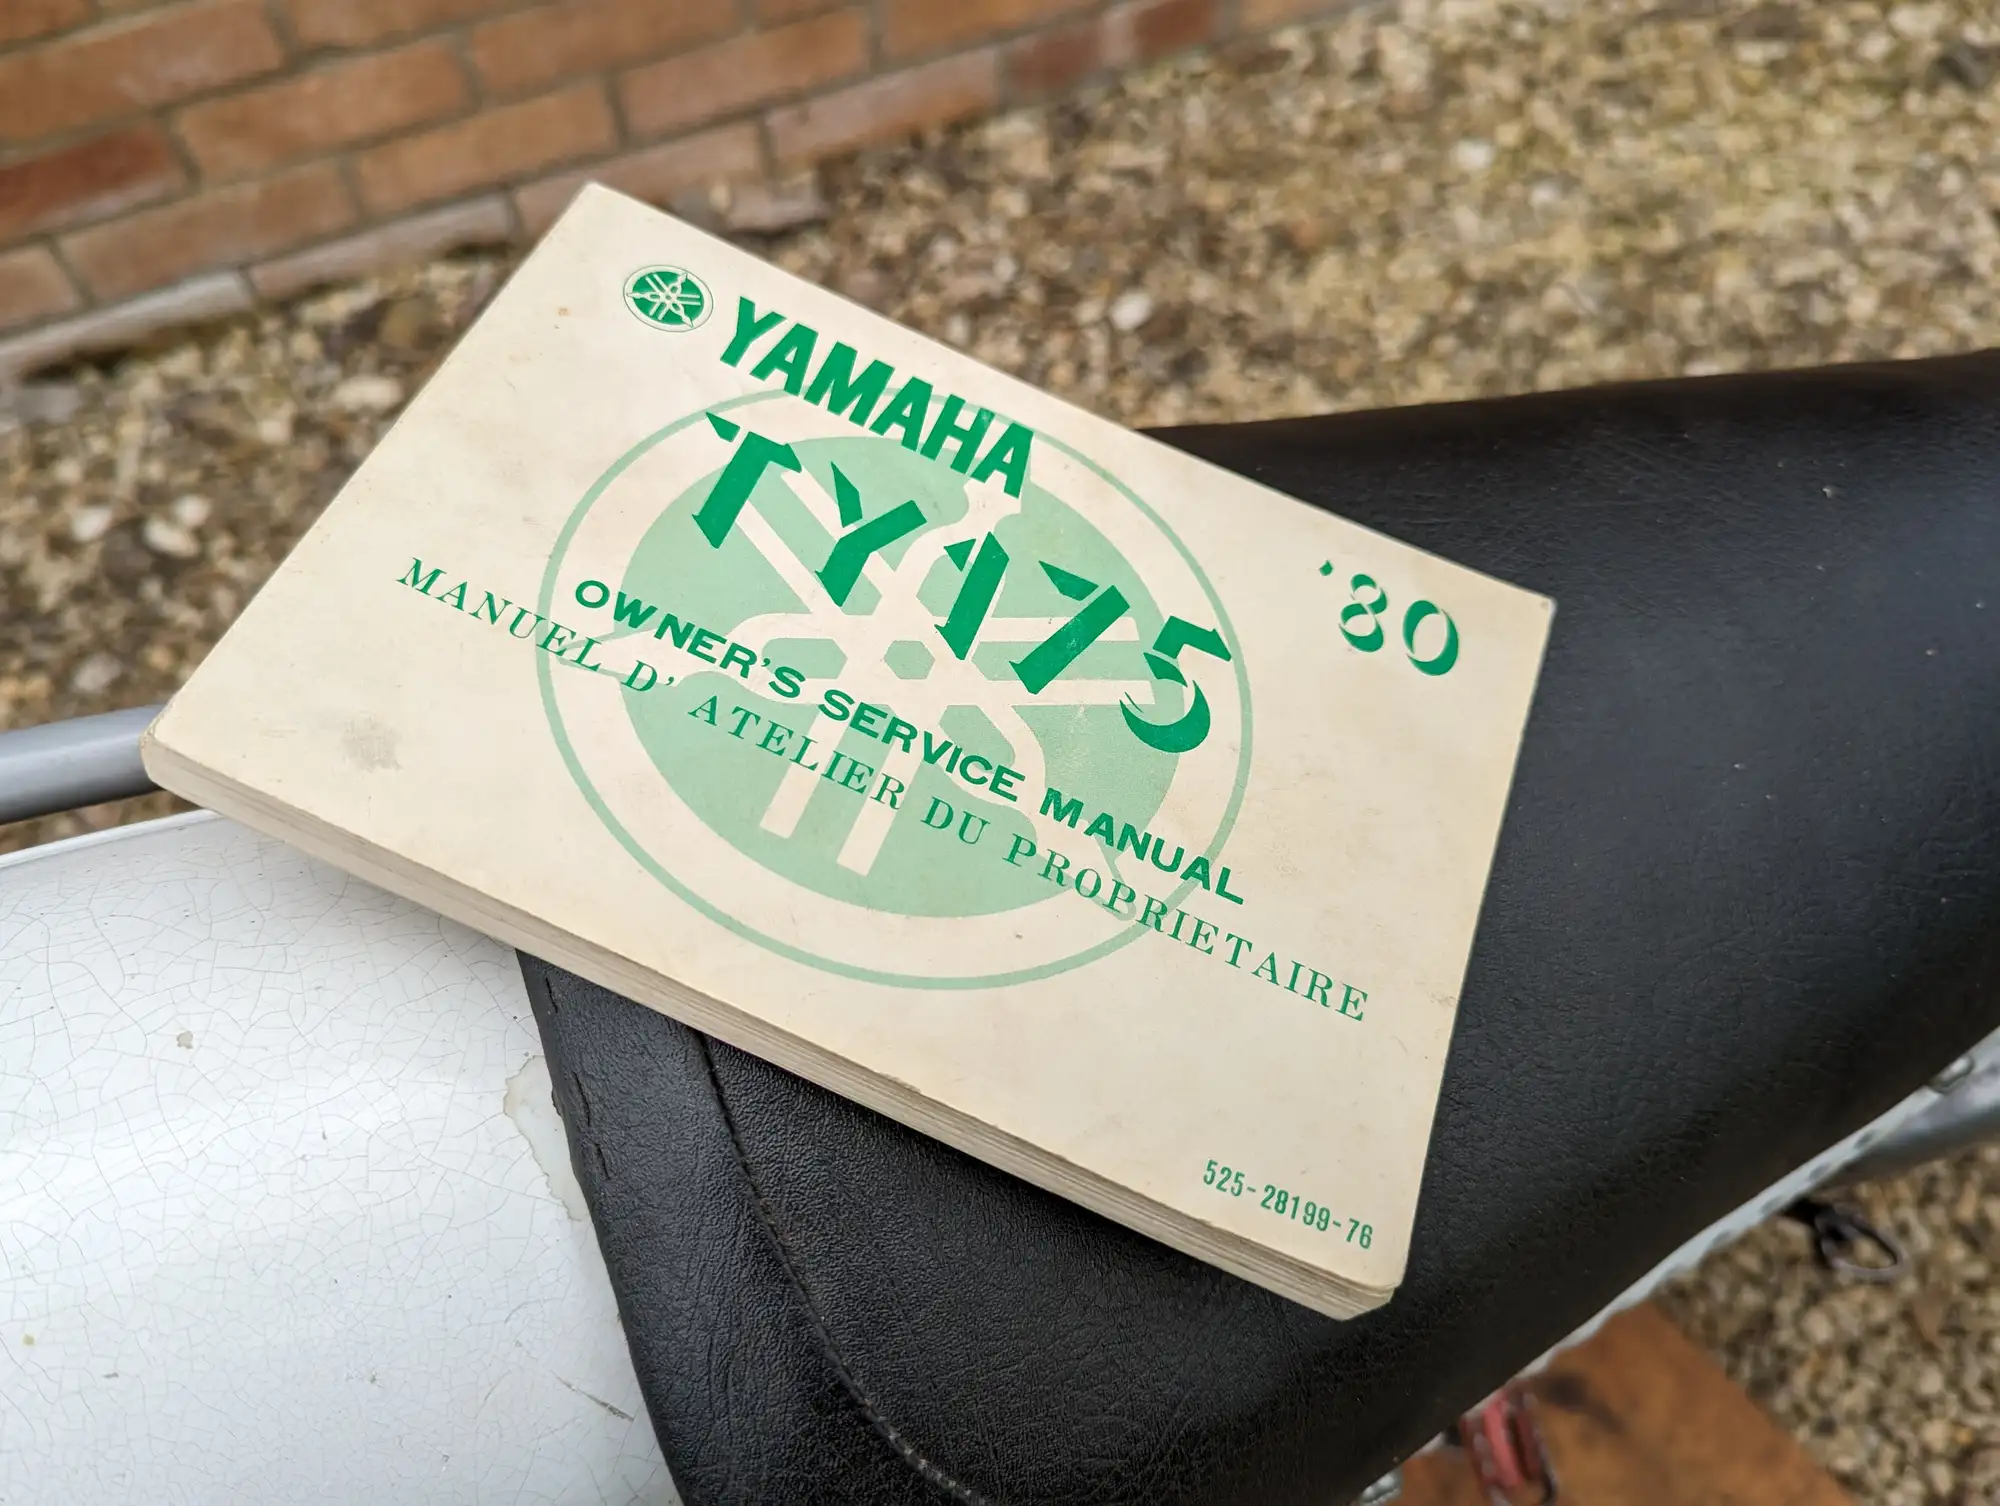 YAMAHA
TY175
'80
OWNER'S SERVICE MANUAL
MANUEL D'ATELIER DU PROPRIETAIRE
525-28199-76